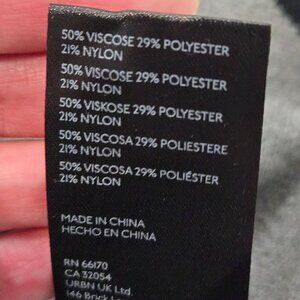 50% VISCOSE 29% POLYESTER
21% NYLON
50% VISCOSE 29% POLYESTER
21% NYLON
50% VISKOSE 29% POLYESTER
21% NYLON
50% VISCOSA 29% POLIESTERE
21% NYLON
50% VISCOSA 29% POLIÉSTER
21% NYLON
MADE IN CHINA
HECHO EN CHINA
RN 66170
CA 32054
URBN UK Ltd.
146 Brick